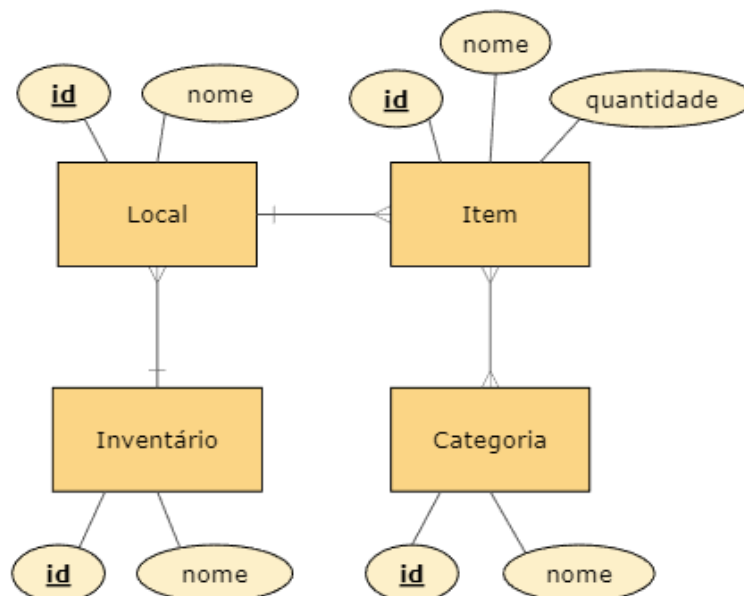 nome
id
nome
id
quantidade
Local
Item
Inventário
Categoria
id
nome
id
nome